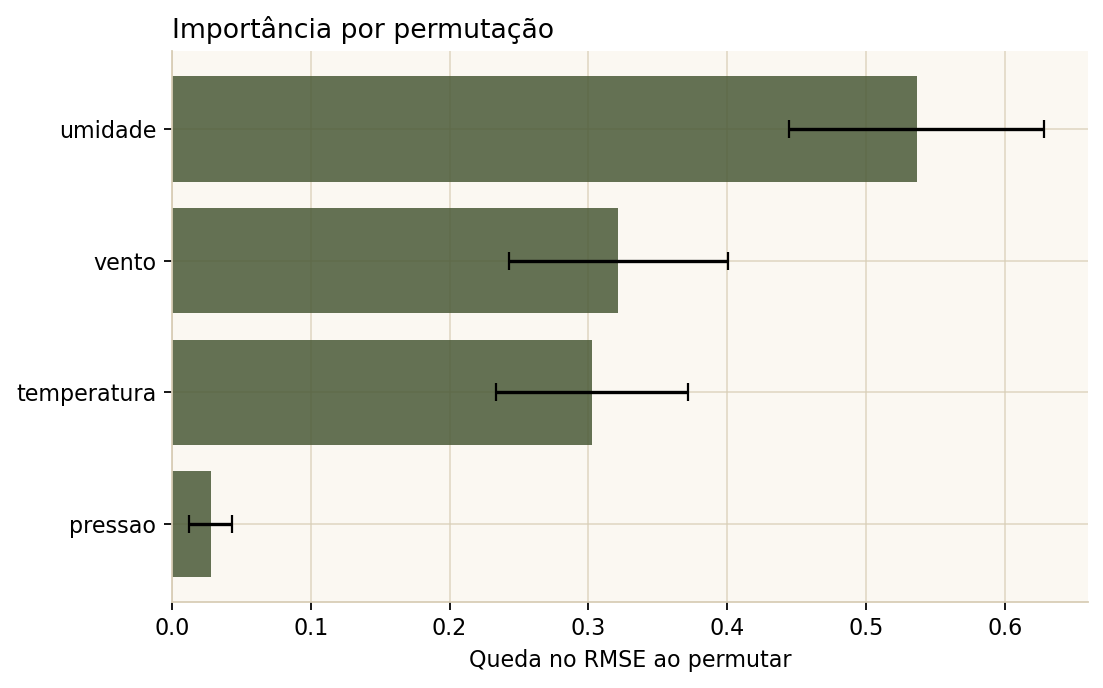 Importância por permutação
umidade
vento
temperatura
pressao
0.0 0.1 0.2 0.3 0.4 0.5 0.6
Queda no RMSE ao permutar